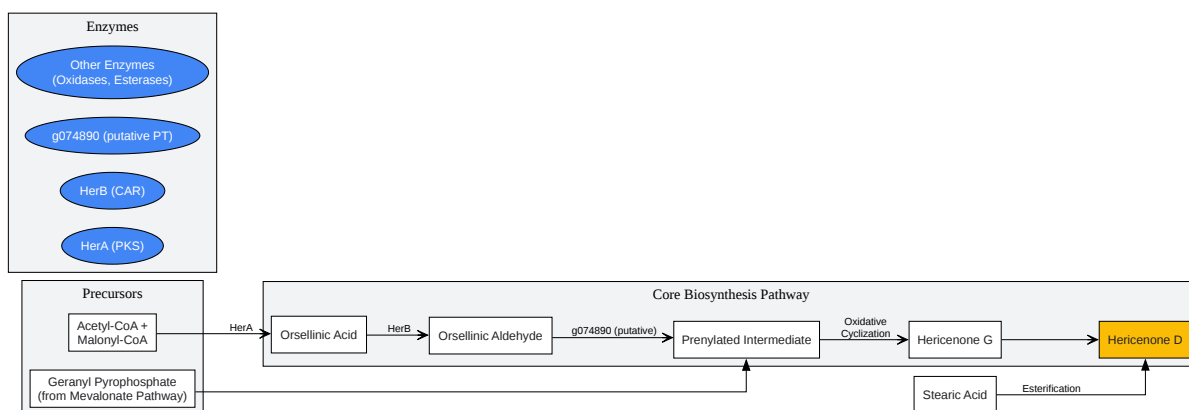 Enzymes
Other Enzymes
(Oxidases, Esterases)
g074890 (putative PT)
HerB (CAR)
HerA (PKS)
Precursors
Acetyl-CoA +
Malonyl-CoA
Geranyl Pyrophosphate
(from Mevalonate Pathway)
Core Biosynthesis Pathway
HerA
Orsellinic Acid
HerB
Orsellinic Aldehyde
g074890 (putative)
Prenylated Intermediate
Oxidative
Cyclization
Hericenone G
Hericenone D
Stearic Acid
Esterification